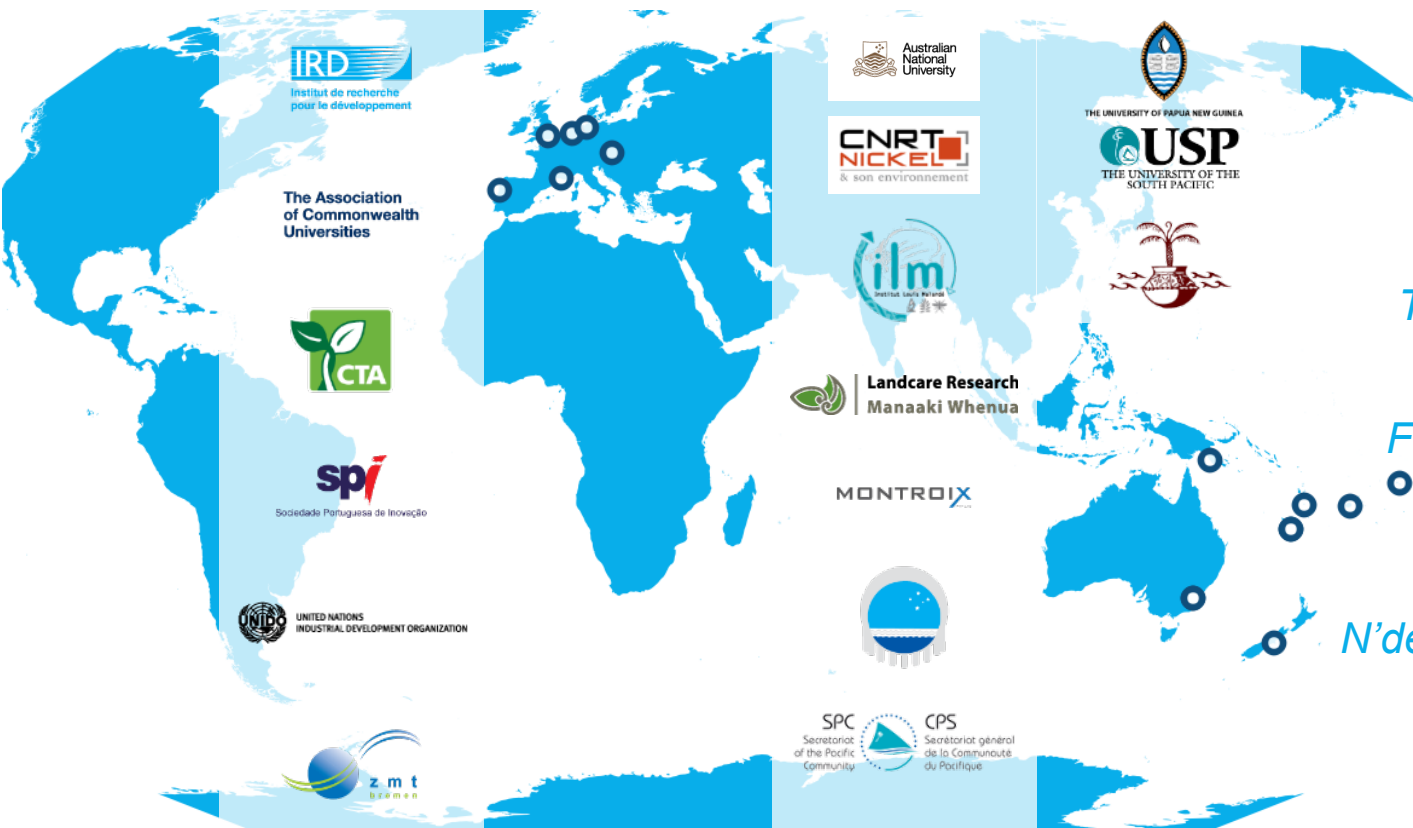 IRD
Institut de recherche
pour le développement
The Association
of Commonwealth
Universities
CTA
spi
Sociedade Portuguesa de Inovação
UNIDO
UNITED NATIONS
INDUSTRIAL DEVELOPMENT ORGANIZATION
zmt
bremen
Australian
National
University
CNRT
NICKEL
& son environnement
ilm
Institut Louis Malardé
Landcare Research
Manaaki Whenua
MONTROIX
SPC
Secretariat
of the Pacific
Community
CPS
Secrétariat général
de la Communauté
du Pacifique
THE UNIVERSITY OF PAPUA NEW GUINEA
USP
THE UNIVERSITY OF THE
SOUTH PACIFIC
T
F
N'de